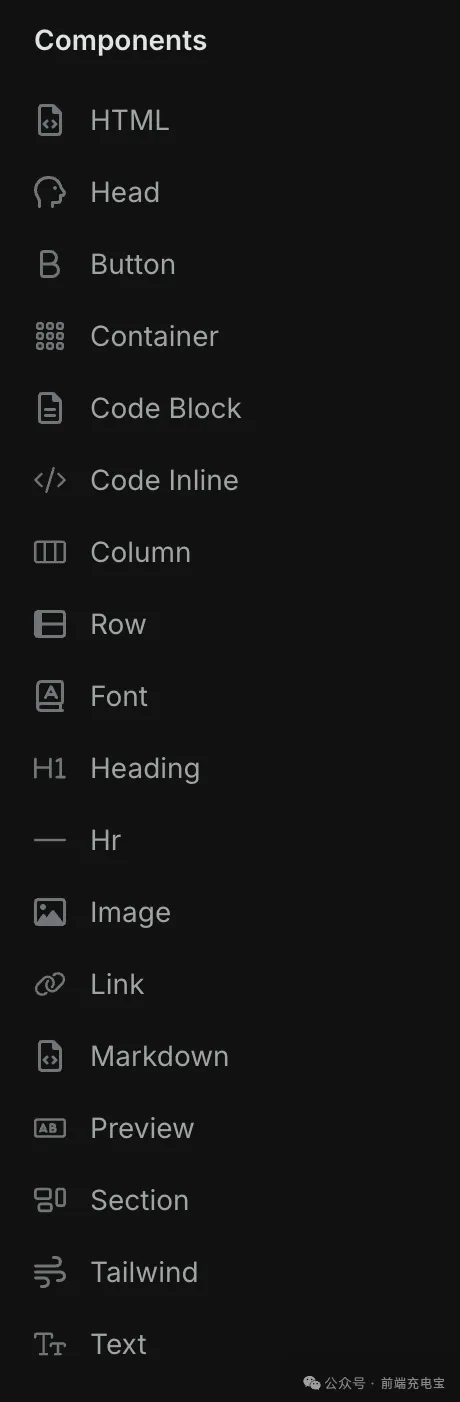 Components
HTML
Head
B Button
Container
Code Block
</> Code Inline
Column
Row
A Font
H1 Heading
Hr
Image
Link
Markdown
AB Preview
Section
Tailwind
TT Text
公众号 · 前端充电宝